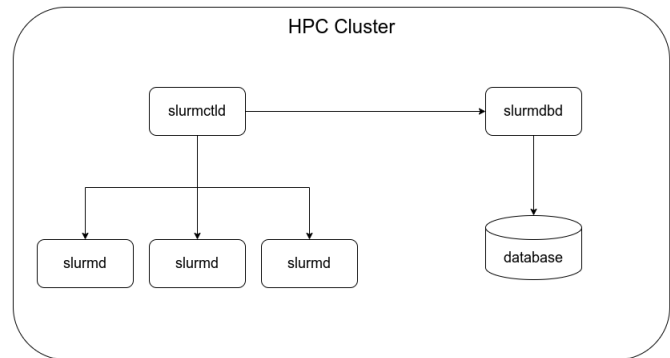 HPC Cluster
slurmctld
slurmdbd
slurmd
slurmd
slurmd
database